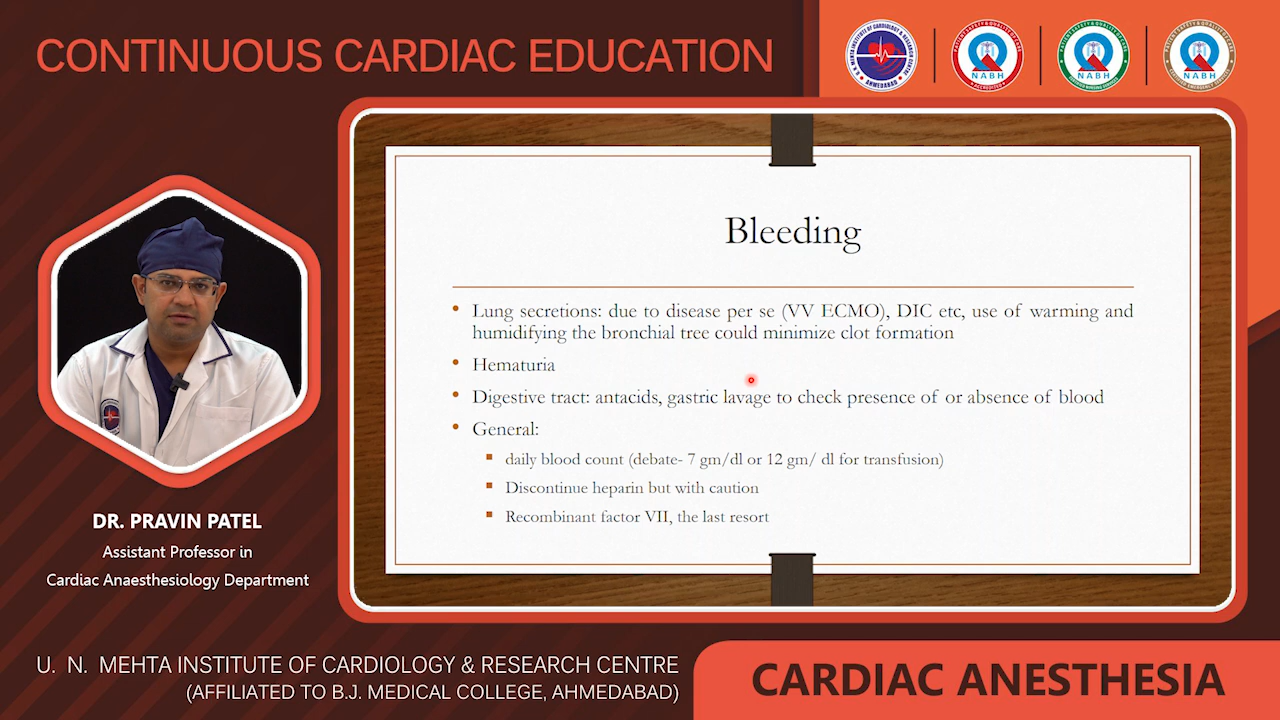 CONTINUOUS CARDIAC EDUCATION
NABH
NABH
NABH
Bleeding
• Lung secretions: due to disease per se (VV ECMO), DIC etc, use of warming and
humidifying the bronchial tree could minimize clot formation
• Hematuria
• Digestive tract: antacids, gastric lavage to check presence of or absence of blood
• General:
▪ daily blood count (debate- 7 gm/dl or 12 gm/ dl for transfusion)
▪ Discontinue heparin but with caution
▪ Recombinant factor VII, the last resort
DR. PRAVIN PATEL
Assistant Professor in
Cardiac Anaesthesiology Department
U. N. MEHTA INSTITUTE OF CARDIOLOGY & RESEARCH CENTRE
(AFFILIATED TO B.J. MEDICAL COLLEGE, AHMEDABAD)
CARDIAC ANESTHESIA